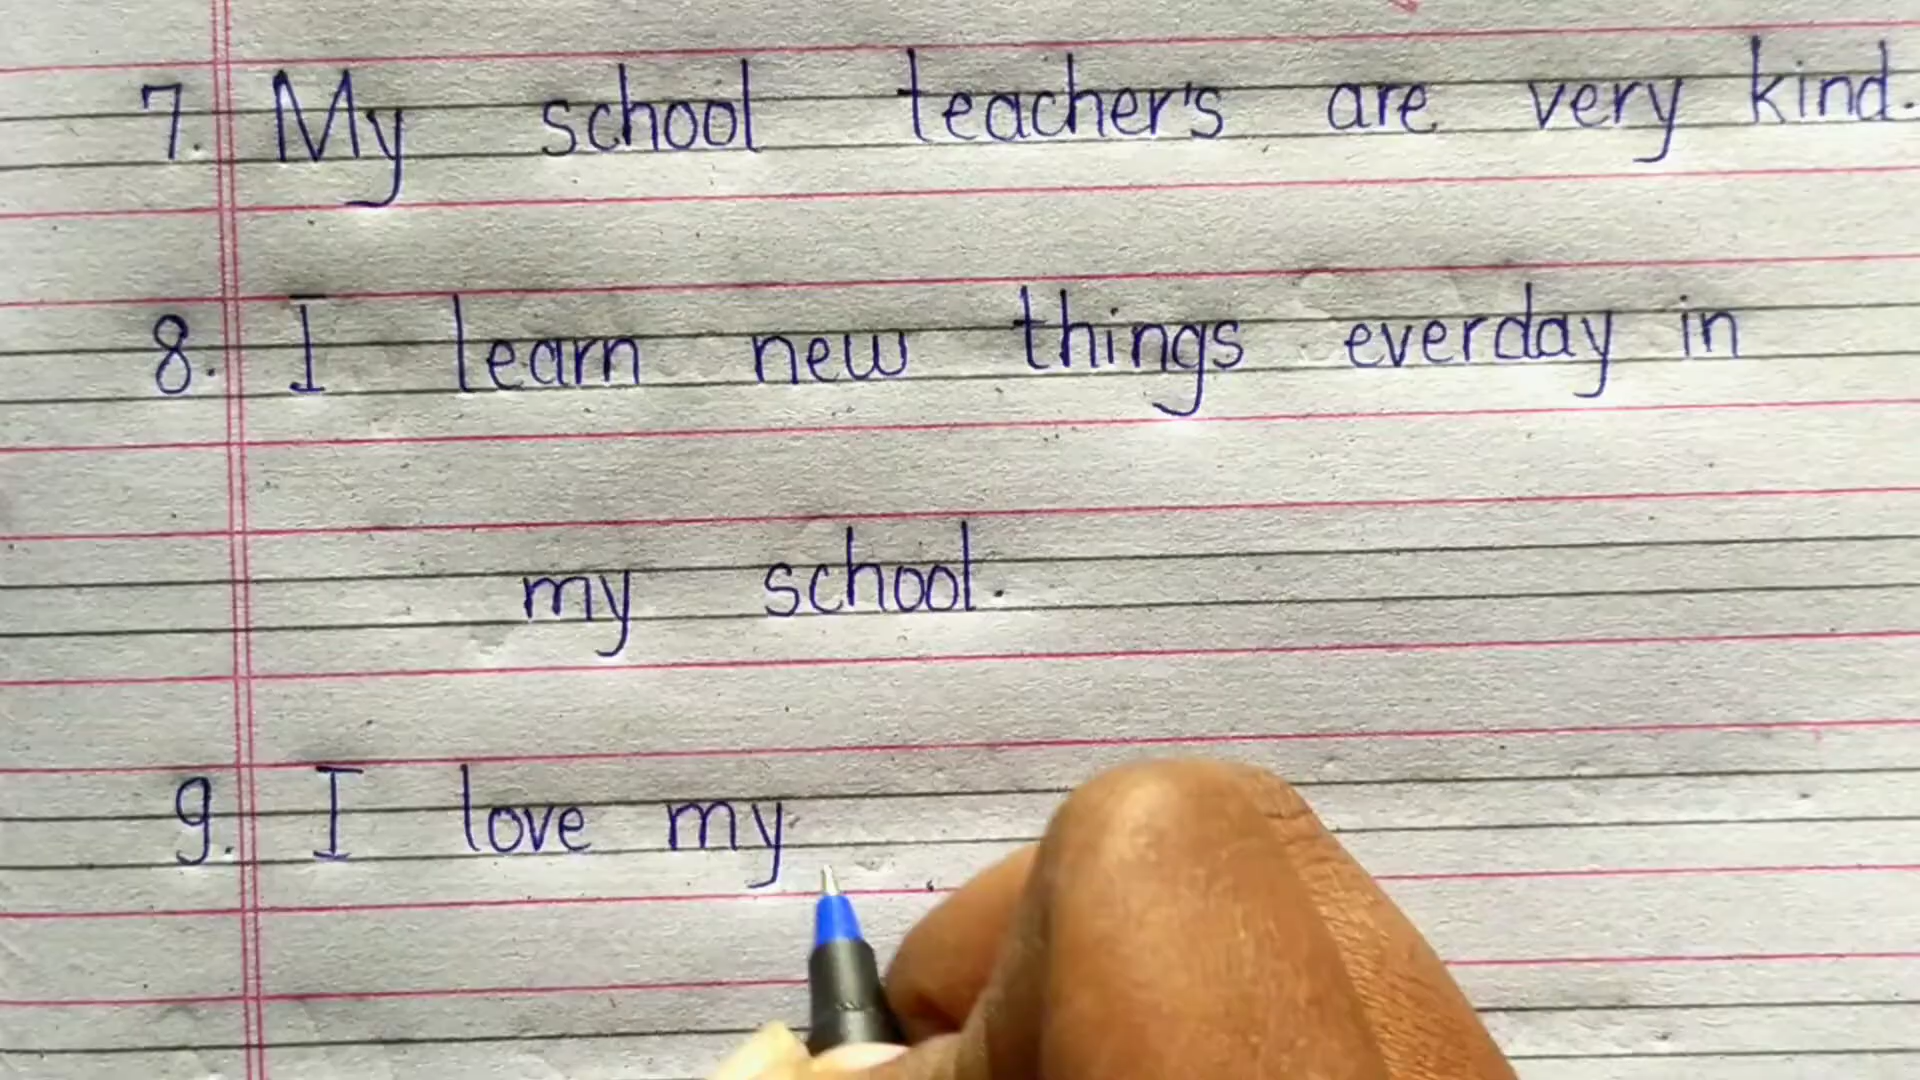 7. My school teacher's are very kind.
8. I learn new things everday in
my school.
9. I love my